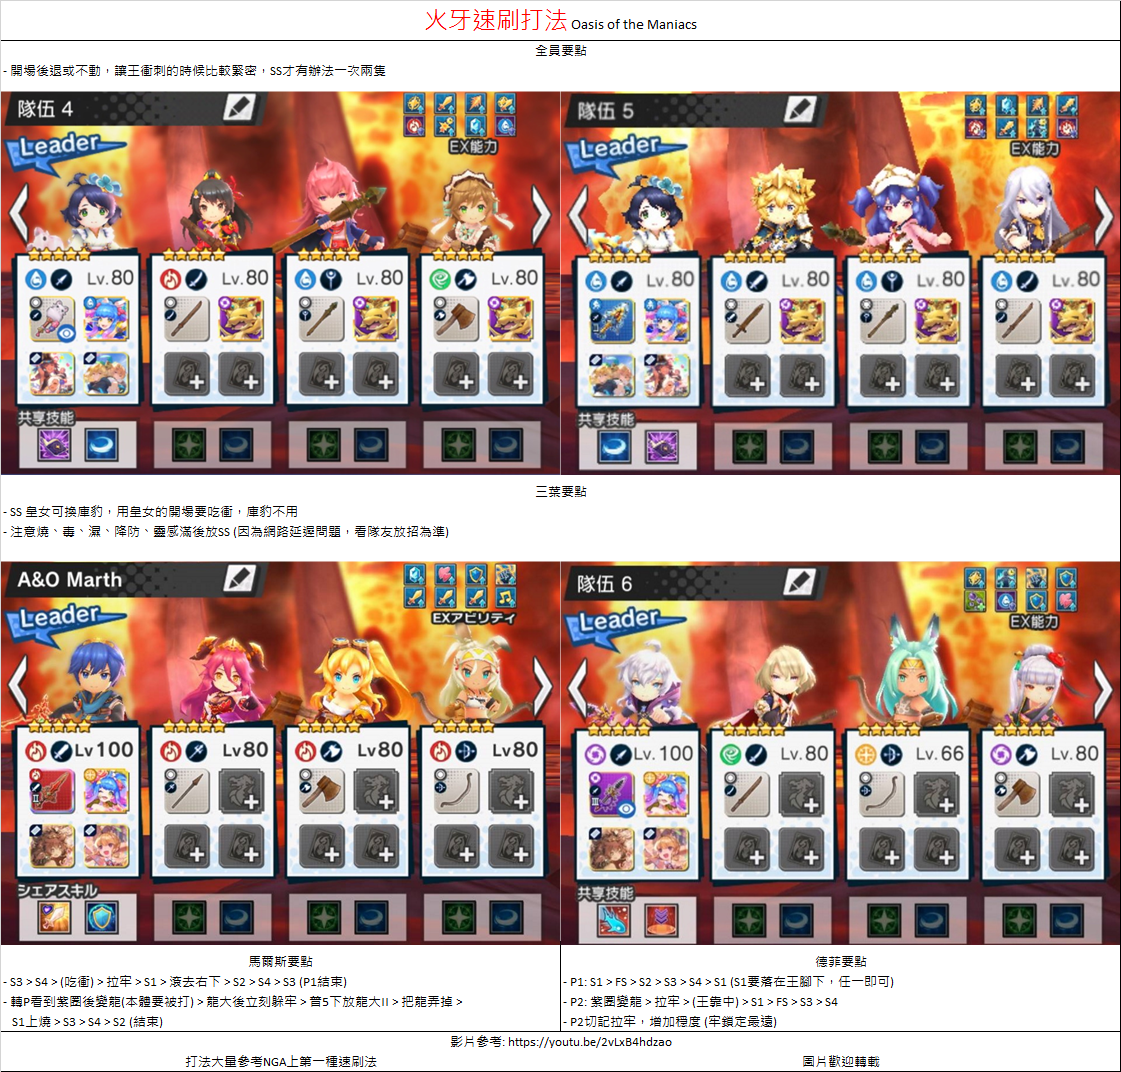 火牙速刷打法 Oasis of the Maniacs
全員要點
- 開場後退或不動，讓王衝刺的時候比較緊密，SS才有辦法一次兩隻
隊伍 4
Leader
EX能力
Lv.80
Lv.80
Lv.80
Lv.80
共享技能
隊伍 5
Leader
EX能力
Lv.80
Lv.80
Lv.80
Lv.80
共享技能
三葉要點
- SS 皇女可換庫豹，用皇女的開場要吃衝，庫豹不用
- 注意燒、毒、濕、降防、靈感滿後放SS (因為網路延遲問題，看隊友放招為準)
A&O Marth
Leader
EXアビリティ
Lv100
Lv80
Lv80
Lv80
II
シェアスキル
隊伍 6
Leader
EX能力
Lv.100
Lv.80
Lv.66
Lv.80
III
共享技能
馬爾斯要點
- S3 > S4 > (吃衝) > 拉牢 > S1 > 滾去右下 > S2 > S4 > S3 (P1結束)
- 轉P看到紫圈後變龍(本體要被打) > 龍大後立刻躲牢 > 普5下放龍大II > 把龍弄掉 >
S1上燒 > S3 > S4 > S2 (結束)
德菲要點
- P1: S1 > FS > S2 > S3 > S4 > S1 (S1要落在王腳下，任一即可)
- P2: 紫圈變龍 > 拉牢 > (王靠中) > S1 > FS > S3 > S4
- P2切記拉牢，增加穩度 (牢鎖定最遠)
影片參考: https://youtu.be/2vLxB4hdzao
打法大量參考NGA上第一種速刷法
圖片歡迎轉載